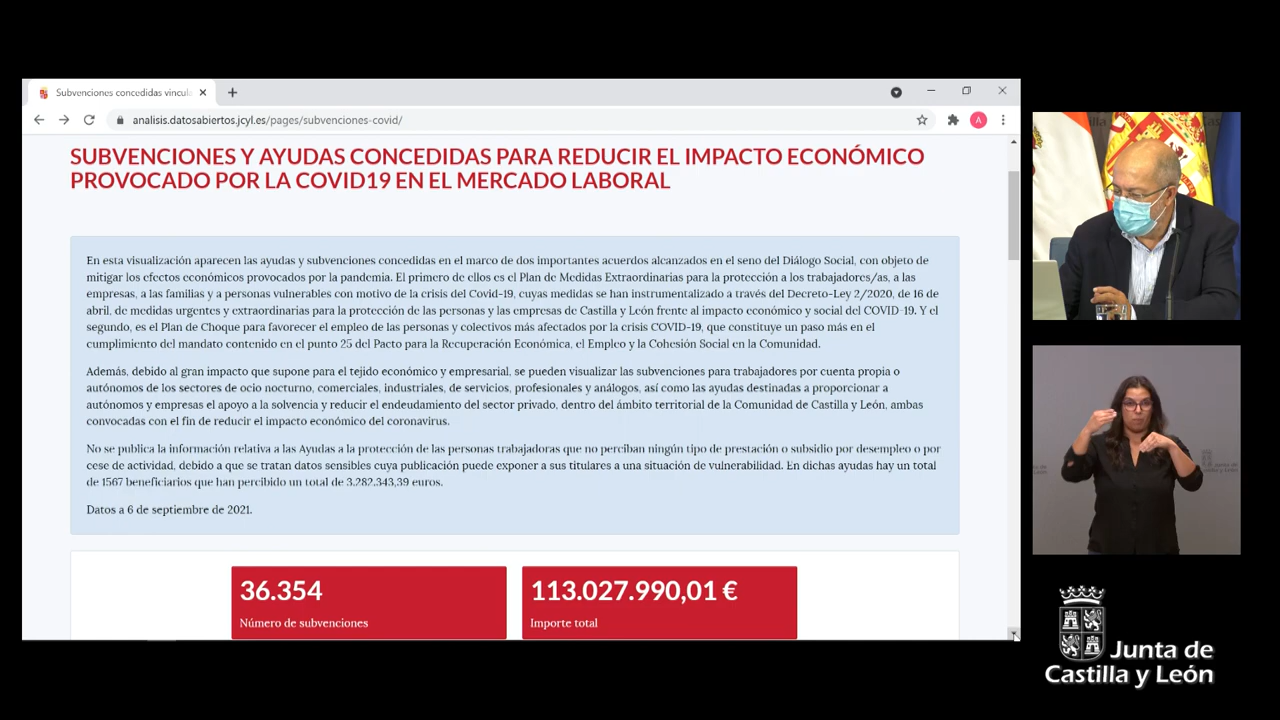 Subvenciones concedidas vincula
analisis.datosabiertos.jcyl.es/pages/subvenciones-covid/
A
SUBVENCIONES Y AYUDAS CONCEDIDAS PARA REDUCIR EL IMPACTO ECONÓMICO
PROVOCADO POR LA COVID19 EN EL MERCADO LABORAL
En esta visualización aparecen las ayudas y subvenciones concedidas en el marco de dos importantes acuerdos alcanzados en el seno del Diálogo Social, con objeto de
mitigar los efectos económicos provocados por la pandemia. El primero de ellos es el Plan de Medidas Extraordinarias para la protección a los trabajadores/as, a las
empresas, a las familias y a personas vulnerables con motivo de la crisis del Covid-19, cuyas medidas se han instrumentalizado a través del Decreto-Ley 2/2020, de 16 de
abril, de medidas urgentes y extraordinarias para la protección de las personas y las empresas de Castilla y León frente al impacto económico y social del COVID-19. Y el
segundo, es el Plan de Choque para favorecer el empleo de las personas y colectivos más afectados por la crisis COVID-19, que constituye un paso más en el
cumplimiento del mandato contenido en el punto 25 del Pacto para la Recuperación Económica, el Empleo y la Cohesión Social en la Comunidad.
Además, debido al gran impacto que supone para el tejido económico y empresarial, se pueden visualizar las subvenciones para trabajadores por cuenta propia o
autónomos de los sectores de ocio nocturno, comerciales, industriales, de servicios, profesionales y análogos, así como las ayudas destinadas a proporcionar a
autónomos y empresas el apoyo a la solvencia y reducir el endeudamiento del sector privado, dentro del ámbito territorial de la Comunidad de Castilla y León, ambas
convocadas con el fin de reducir el impacto económico del coronavirus.
No se publica la información relativa a las Ayudas a la protección de las personas trabajadoras que no perciban ningún tipo de prestación o subsidio por desempleo o por
cese de actividad, debido a que se tratan datos sensibles cuya publicación puede exponer a sus titulares a una situación de vulnerabilidad. En dichas ayudas hay un total
de 1567 beneficiarios que han percibido un total de 3.282.343,39 euros.
Datos a 6 de septiembre de 2021.
36.354
Número de subvenciones
113.027.990,01 €
Importe total
Junta de
Castilla y León